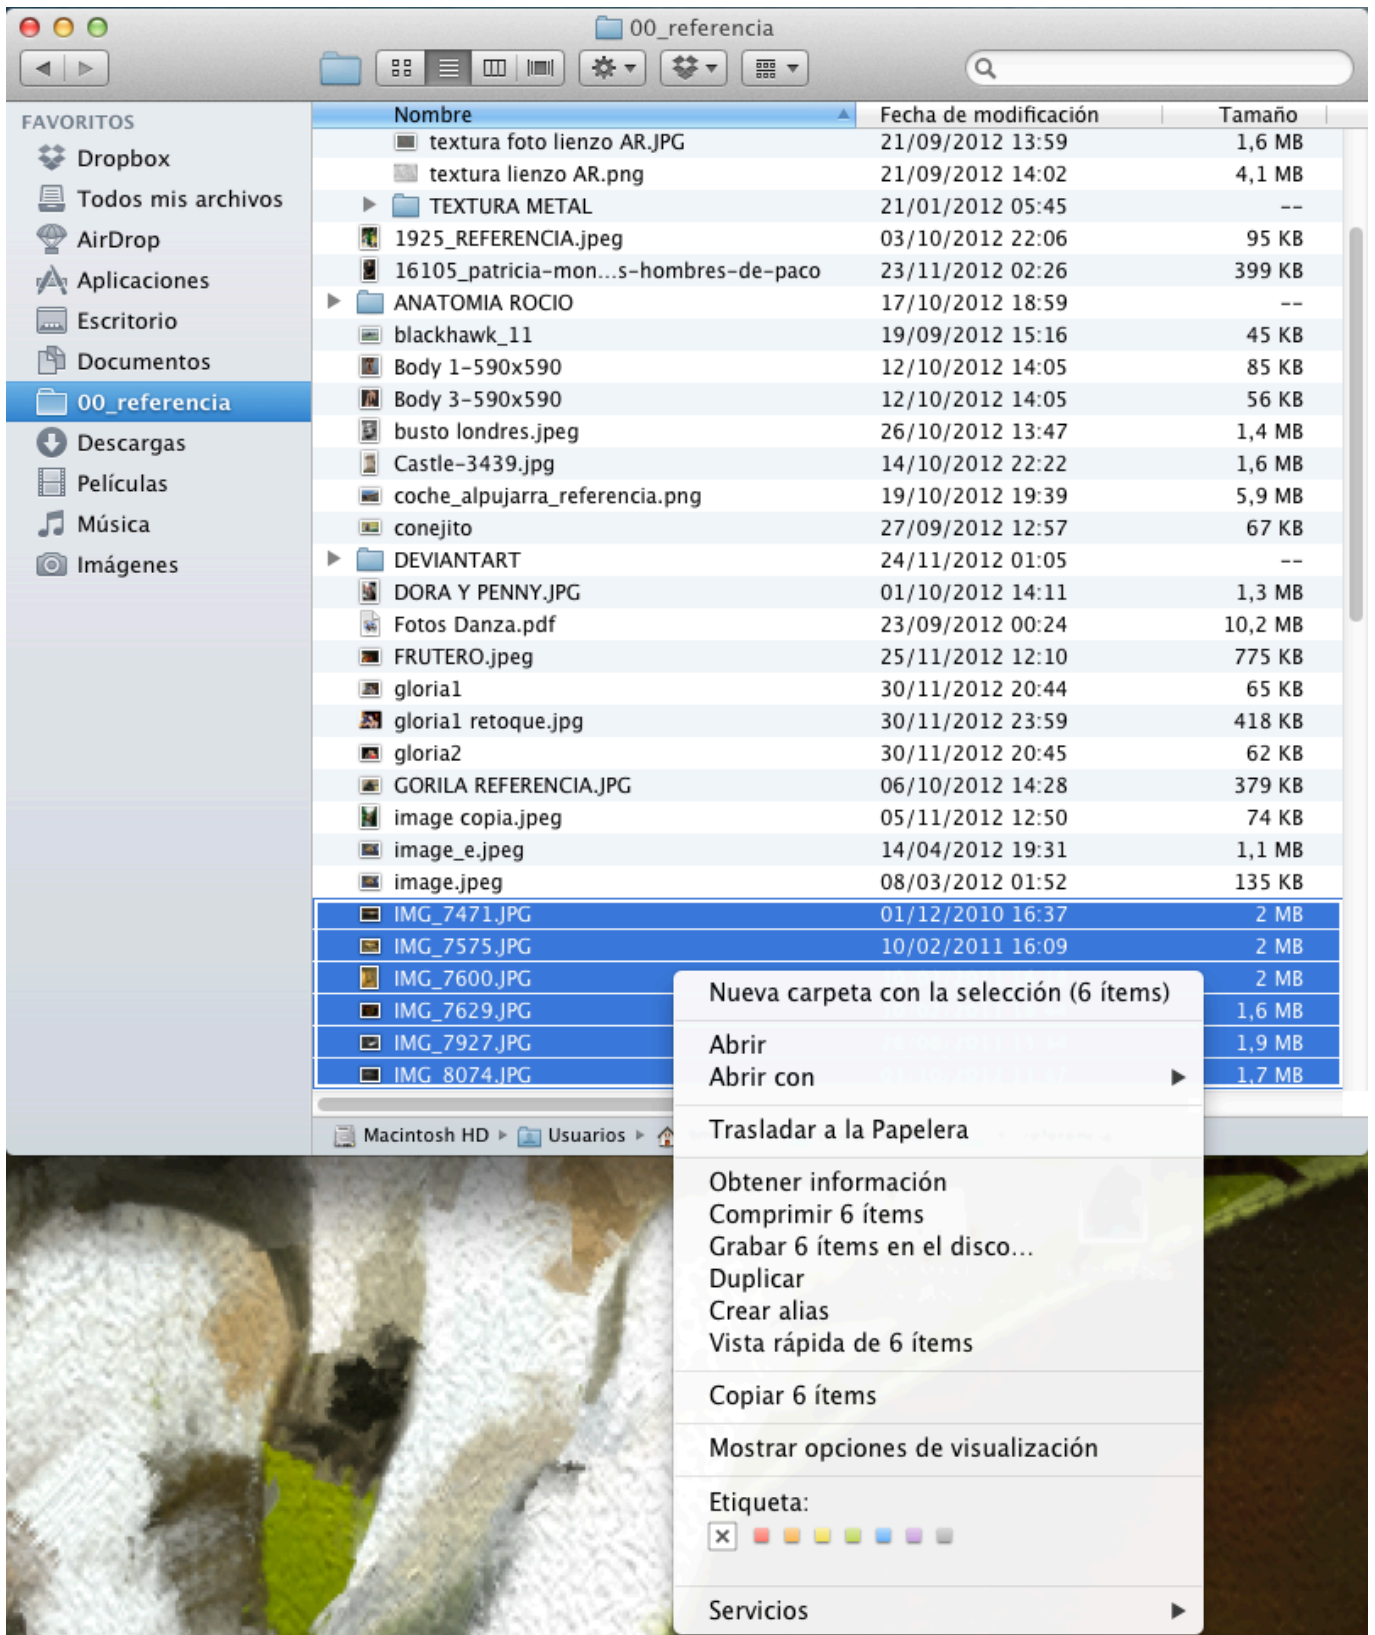 00_referencia
FAVORITOS
Dropbox
Todos mis archivos
AirDrop
Aplicaciones
Escritorio
Documentos
00_referencia
Descargas
Películas
Música
Imágenes
Nombre Fecha de modificación Tamaño
textura foto lienzo AR.JPG 21/09/2012 13:59 1,6 MB
textura lienzo AR.png 21/09/2012 14:02 4,1 MB
TEXTURA METAL 21/01/2012 05:45 --
1925_REFERENCIA.jpeg 03/10/2012 22:06 95 KB
16105_patricia-mon...s-hombres-de-paco 23/11/2012 02:26 399 KB
ANATOMIA ROCIO 17/10/2012 18:59 --
blackhawk_11 19/09/2012 15:16 45 KB
Body 1-590x590 12/10/2012 14:05 85 KB
Body 3-590x590 12/10/2012 14:05 56 KB
busto londres.jpeg 26/10/2012 13:47 1,4 MB
Castle-3439.jpg 14/10/2012 22:22 1,6 MB
coche_alpujarra_referencia.png 19/10/2012 19:39 5,9 MB
conejito 27/09/2012 12:57 67 KB
DEVIANTART 24/11/2012 01:05 --
DORA Y PENNY.JPG 01/10/2012 14:11 1,3 MB
Fotos Danza.pdf 23/09/2012 00:24 10,2 MB
FRUTERO.jpeg 25/11/2012 12:10 775 KB
gloria1 30/11/2012 20:44 65 KB
gloria1 retoque.jpg 30/11/2012 23:59 418 KB
gloria2 30/11/2012 20:45 62 KB
GORILA REFERENCIA.JPG 06/10/2012 14:28 379 KB
image copia.jpeg 05/11/2012 12:50 74 KB
image_e.jpeg 14/04/2012 19:31 1,1 MB
image.jpeg 08/03/2012 01:52 135 KB
IMG_7471.JPG 01/12/2010 16:37 2 MB
IMG_7575.JPG 10/02/2011 16:09 2 MB
IMG_7600.JPG 2 MB
IMG_7629.JPG 1,6 MB
IMG_7927.JPG 1,9 MB
IMG_8074.JPG 1,7 MB
Macintosh HD Usuarios
Nueva carpeta con la selección (6 ítems)
Abrir
Abrir con
Trasladar a la Papelera
Obtener información
Comprimir 6 ítems
Grabar 6 ítems en el disco...
Duplicar
Crear alias
Vista rápida de 6 ítems
Copiar 6 ítems
Mostrar opciones de visualización
Etiqueta:
Servicios